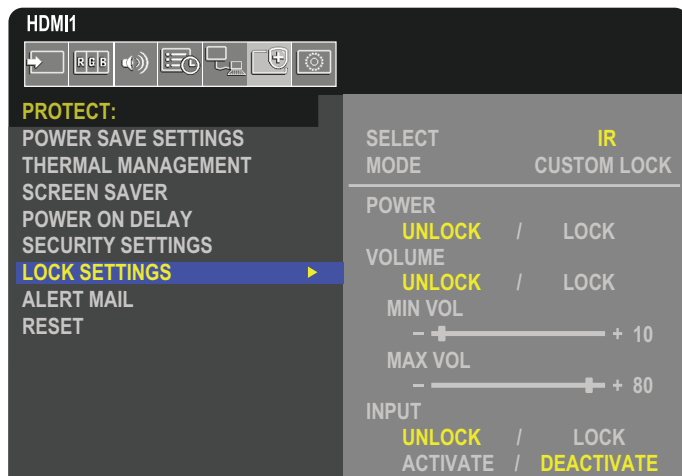 HDMI1
R G B
PROTECT:
POWER SAVE SETTINGS
THERMAL MANAGEMENT
SCREEN SAVER
POWER ON DELAY
SECURITY SETTINGS
LOCK SETTINGS
ALERT MAIL
RESET
SELECT IR
MODE CUSTOM LOCK
POWER
UNLOCK / LOCK
VOLUME
UNLOCK / LOCK
MIN VOL
- + 10
MAX VOL
- + 80
INPUT
UNLOCK / LOCK
ACTIVATE / DEACTIVATE